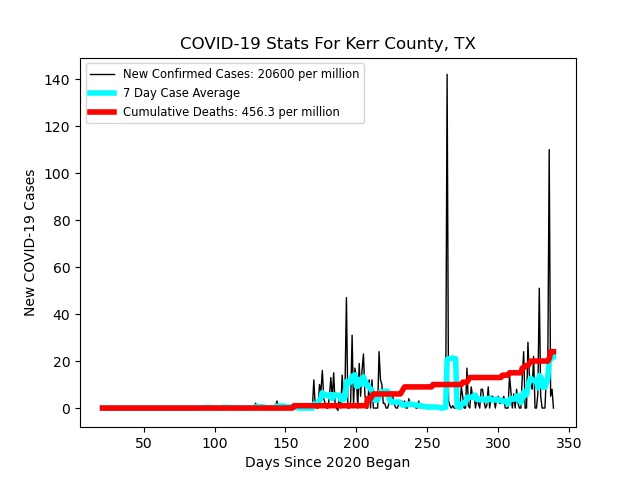 COVID-19 Stats For Kerr County, TX
New Confirmed Cases: 20600 per million
7 Day Case Average
Cumulative Deaths: 456.3 per million
New COVID-19 Cases
140
120
100
80
60
40
20
0
50
100
150
200
250
300
350
Days Since 2020 Began